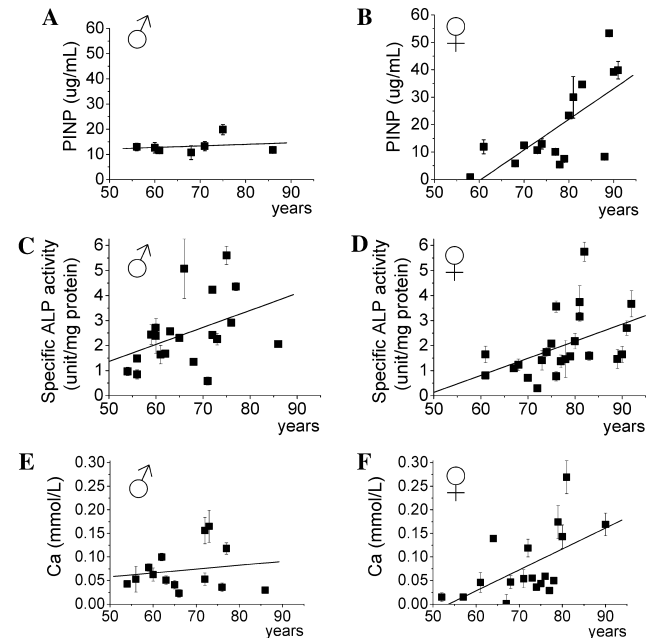 A
♂
PINP (ug/mL)
60
50
40
30
20
10
0
50 60 70 80 90
years
B
♀
PINP (ug/mL)
60
50
40
30
20
10
0
50 60 70 80 90
years
C
♂
Specific ALP activity
(unit/mg protein)
6
5
4
3
2
1
0
50 60 70 80 90
years
D
♀
Specific ALP activity
(unit/mg protein)
6
5
4
3
2
1
0
50 60 70 80 90
years
E
♂
Ca (mmol/L)
0.30
0.25
0.20
0.15
0.10
0.05
0.00
50 60 70 80 90
years
F
♀
Ca (mmol/L)
0.30
0.25
0.20
0.15
0.10
0.05
0.00
50 60 70 80 90
years